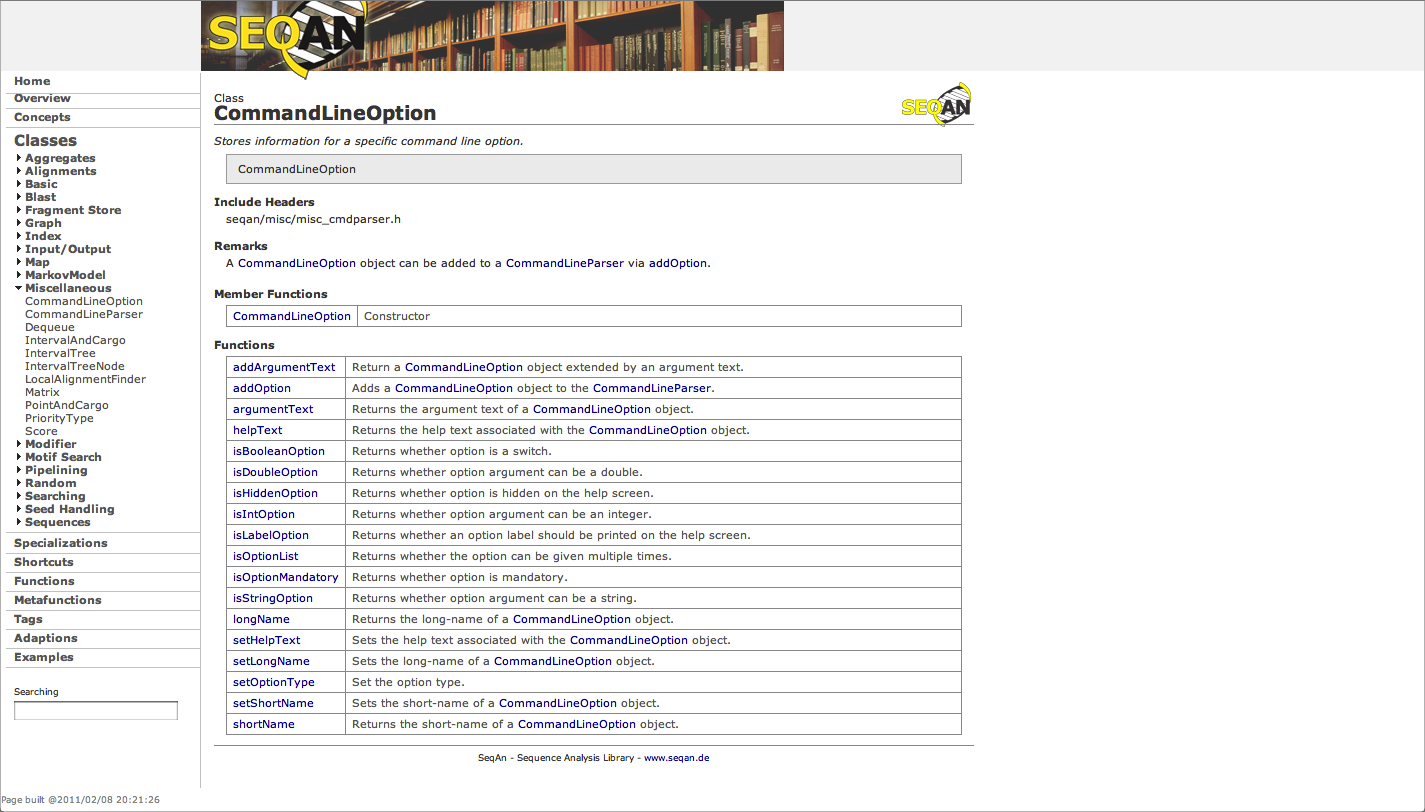 SEQAN
Home
Overview
Concepts
Classes
Aggregates
Alignments
Basic
Blast
Fragment Store
Graph
Index
Input/Output
Map
MarkovModel
Miscellaneous
CommandLineOption
CommandLineParser
Dequeue
IntervalAndCargo
IntervalTree
IntervalTreeNode
LocalAlignmentFinder
Matrix
PointAndCargo
PriorityType
Score
Modifier
Motif Search
Pipelining
Random
Searching
Seed Handling
Sequences
Specializations
Shortcuts
Functions
Metafunctions
Tags
Adaptions
Examples
Searching
Class
CommandLineOption
SEQAN
Stores information for a specific command line option.
CommandLineOption
Include Headers
seqan/misc/misc_cmdparser.h
Remarks
A CommandLineOption object can be added to a CommandLineParser via addOption.
Member Functions
CommandLineOption Constructor
Functions
addArgumentText Return a CommandLineOption object extended by an argument text.
addOption Adds a CommandLineOption object to the CommandLineParser.
argumentText Returns the argument text of a CommandLineOption object.
helpText Returns the help text associated with the CommandLineOption object.
isBooleanOption Returns whether option is a switch.
isDoubleOption Returns whether option argument can be a double.
isHiddenOption Returns whether option is hidden on the help screen.
isIntOption Returns whether option argument can be an integer.
isLabelOption Returns whether an option label should be printed on the help screen.
isOptionList Returns whether the option can be given multiple times.
isOptionMandatory Returns whether option is mandatory.
isStringOption Returns whether option argument can be a string.
longName Returns the long-name of a CommandLineOption object.
setHelpText Sets the help text associated with the CommandLineOption object.
setLongName Sets the long-name of a CommandLineOption object.
setOptionType Set the option type.
setShortName Sets the short-name of a CommandLineOption object.
shortName Returns the short-name of a CommandLineOption object.
SeqAn - Sequence Analysis Library - www.seqan.de
Page built @2011/02/08 20:21:26